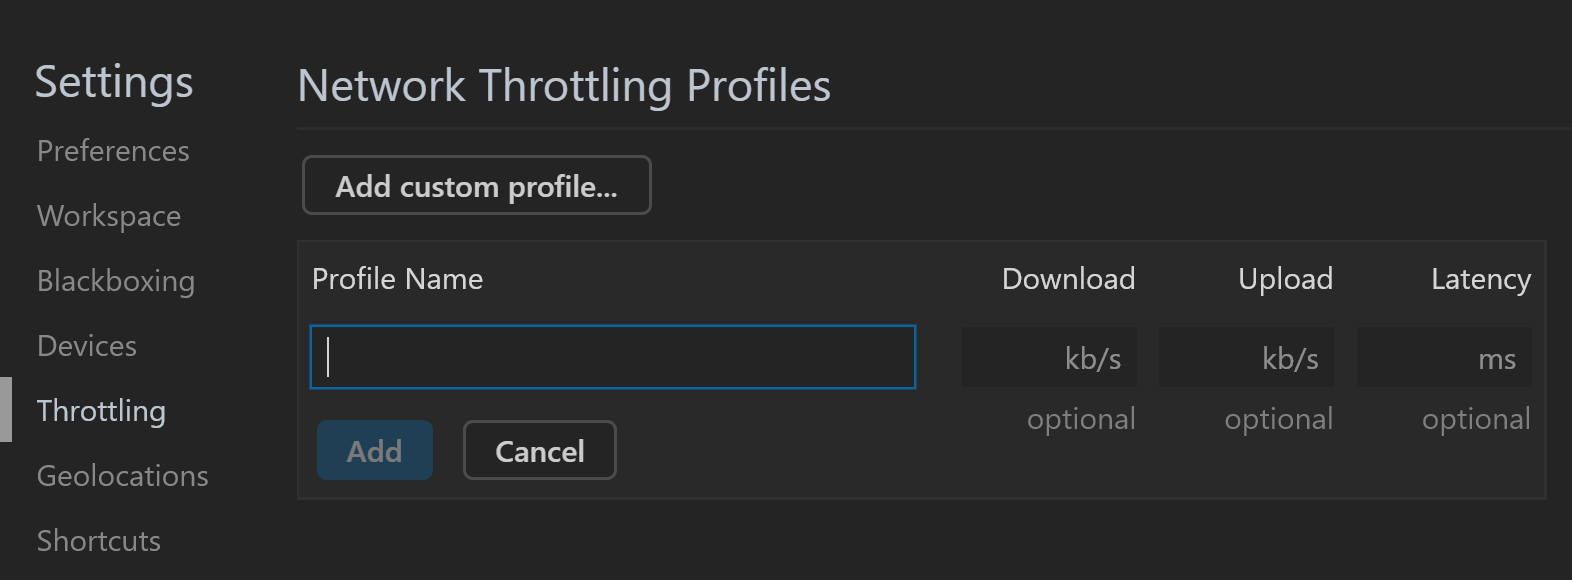 Settings
Preferences
Workspace
Blackboxing
Devices
Throttling
Geolocations
Shortcuts
Network Throttling Profiles
Add custom profile...
Profile Name Download Upload Latency
kb/s kb/s ms
optional optional optional
Add Cancel